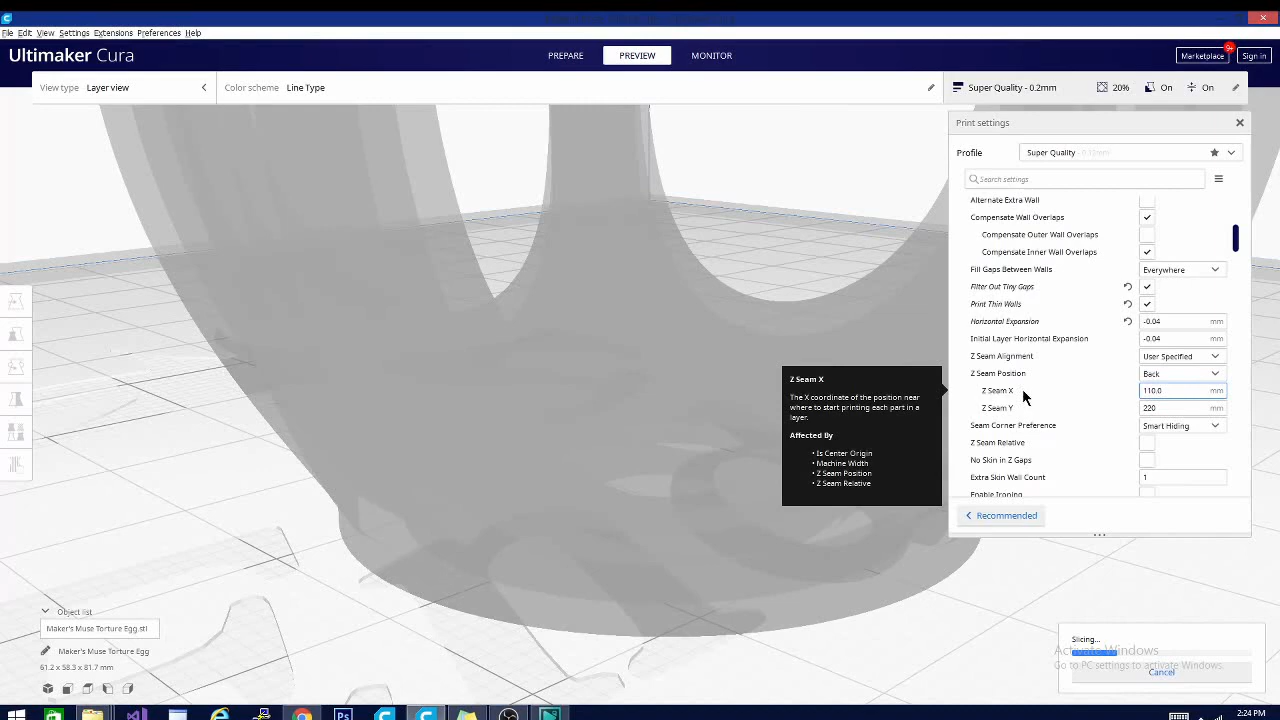 File Edit View Settings Extensions Preferences Help
Ultimaker Cura
PREPARE PREVIEW MONITOR
Marketplace 9+ Sign in
View type Layer view Color scheme Line Type
Super Quality - 0.2mm 20% On On
Print settings
Profile Super Quality - 0.12mm
Search settings
Alternate Extra Wall
Compensate Wall Overlaps
Compensate Outer Wall Overlaps
Compensate Inner Wall Overlaps
Fill Gaps Between Walls Everywhere
Filter Out Tiny Gaps
Print Thin Walls
Horizontal Expansion -0.04 mm
Initial Layer Horizontal Expansion -0.04 mm
Z Seam Alignment User Specified
Z Seam Position Back
Z Seam X 110.0 mm
Z Seam Y 220 mm
Seam Corner Preference Smart Hiding
Z Seam Relative
No Skin in Z Gaps
Extra Skin Wall Count 1
Enable Ironing
Recommended
Z Seam X
The X coordinate of the position near
where to start printing each part in a
layer.
Affected By
• Is Center Origin
• Machine Width
• Z Seam Position
• Z Seam Relative
Object list
Maker's Muse Torture Egg.stl
Maker's Muse Torture Egg
61.2 x 58.3 x 81.7 mm
Slicing...
Activate Windows
Go to PC settings to activate Windows.
Cancel
2:24 PM